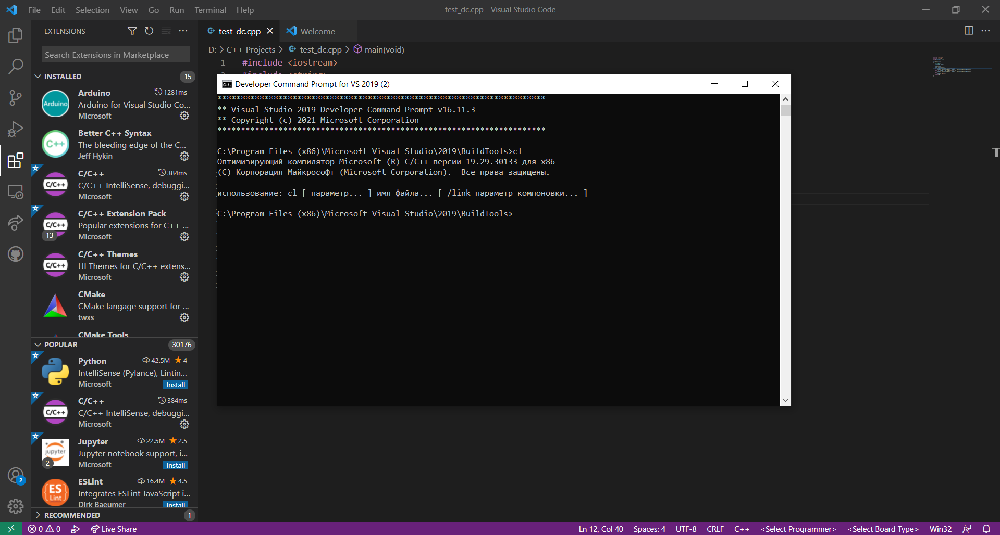 File Edit Selection View Go Run Terminal Help
test_dc.cpp - Visual Studio Code
EXTENSIONS
Search Extensions in Marketplace
INSTALLED 15
Arduino 1281ms
Arduino for Visual Studio Co...
Microsoft
Better C++ Syntax
The bleeding edge of the C...
Jeff Hykin
C/C++ 384ms
C/C++ IntelliSense, debuggi...
Microsoft
C/C++ Extension Pack
Popular extensions for C++ ...
13
Microsoft
C/C++ Themes
UI Themes for C/C++ extens...
Microsoft
CMake
CMake langage support for ...
twxs
CMake Tools
POPULAR 30176
Python 42.5M 4
IntelliSense (Pylance), Lintin...
Microsoft Install
C/C++ 384ms
C/C++ IntelliSense, debuggi...
Microsoft
Jupyter 22.5M 2.5
Jupyter notebook support, i...
2
Microsoft Install
ESLint 16.4M 4.5
Integrates ESLint JavaScript i...
Dirk Baeumer Install
RECOMMENDED 1
Arduino
C++
C/C++
C/C++
C/C++
C/C++
jupyter
ES
Lint
2
test_dc.cpp Welcome
D: > C++ Projects > test_dc.cpp > main(void)
1 #include <iostream>
2 #include <string>
Developer Command Prompt for VS 2019 (2)
**********************************************************************
** Visual Studio 2019 Developer Command Prompt v16.11.3
** Copyright (c) 2021 Microsoft Corporation
**********************************************************************
C:\Program Files (x86)\Microsoft Visual Studio\2019\BuildTools>cl
Оптимизирующий компилятор Microsoft (R) C/C++ версии 19.29.30133 для x86
(C) Корпорация Майкрософт (Microsoft Corporation).  Все права защищены.
использование: cl [ параметр... ] имя_файла... [ /link параметр_компоновки... ]
C:\Program Files (x86)\Microsoft Visual Studio\2019\BuildTools>
0 0 Live Share
Ln 12, Col 40 Spaces: 4 UTF-8 CRLF C++ <Select Programmer> <Select Board Type> Win32